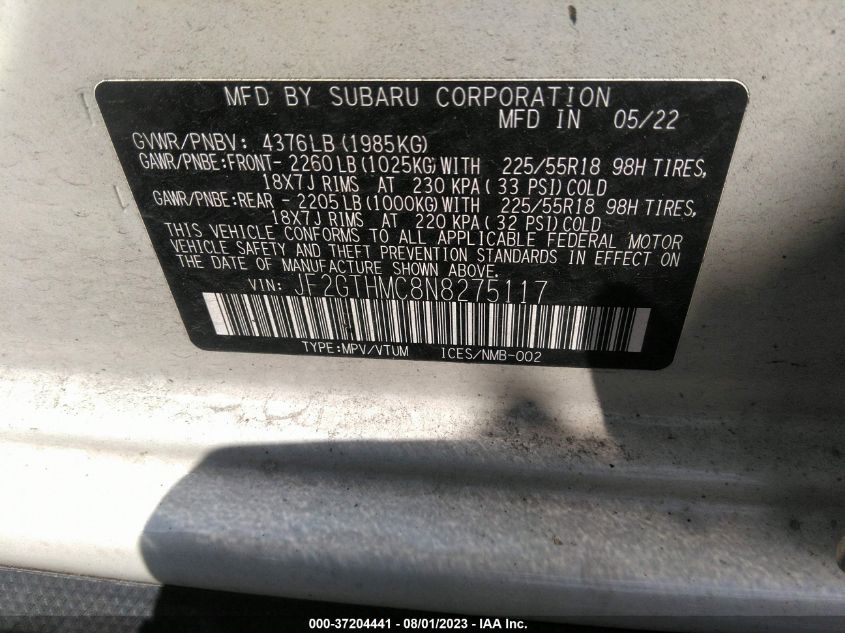 MFD BY SUBARU CORPORATION
MFD IN 05/22
GVWR/PNBV: 4376LB(1985KG)
GAWR/PNBE:FRONT-2260LB(1025KG)WITH 225/55R18 98H TIRES,
18X7J RIMS AT 230 KPA( 33 PSI)COLD
GAWR/PNBE:REAR -2205LB(1000KG)WITH 225/55R18 98H TIRES,
18X7J RIMS AT 220 KPA( 32 PSI)COLD
THIS VEHICLE CONFORMS TO ALL APPLICABLE FEDERAL MOTOR
VEHICLE SAFETY AND THEFT PREVENTION STANDARDS IN EFFECT ON
THE DATE OF MANUFACTURE SHOWN ABOVE.
VIN: JF2GTHMC8N8275117
TYPE:MPV/VTUM ICES/NMB-002
000-37204441 - 08/01/2023 - IAA Inc.